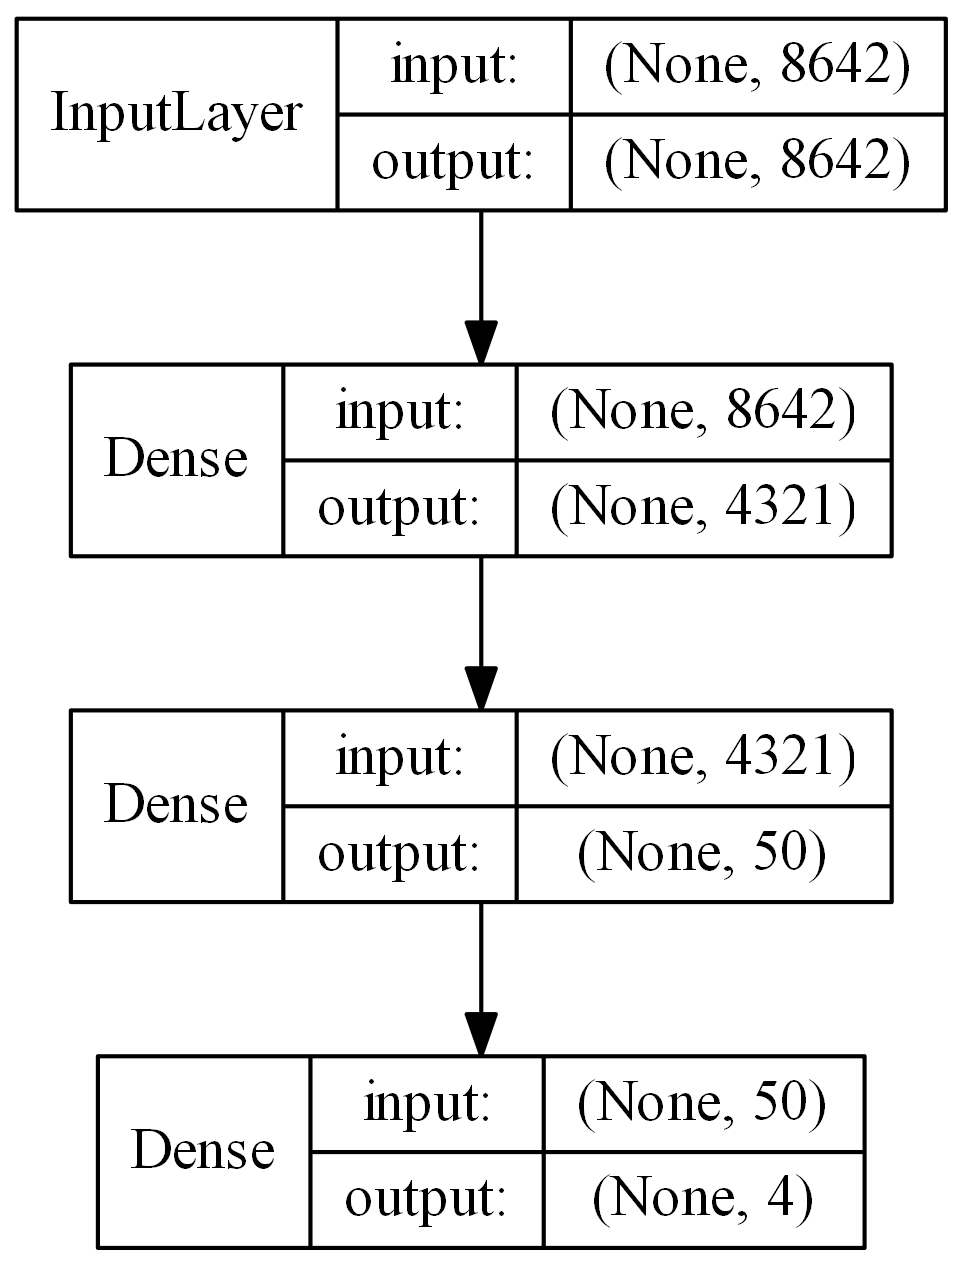 InputLayer
input: (None, 8642)
output: (None, 8642)
Dense
input: (None, 8642)
output: (None, 4321)
Dense
input: (None, 4321)
output: (None, 50)
Dense
input: (None, 50)
output: (None, 4)